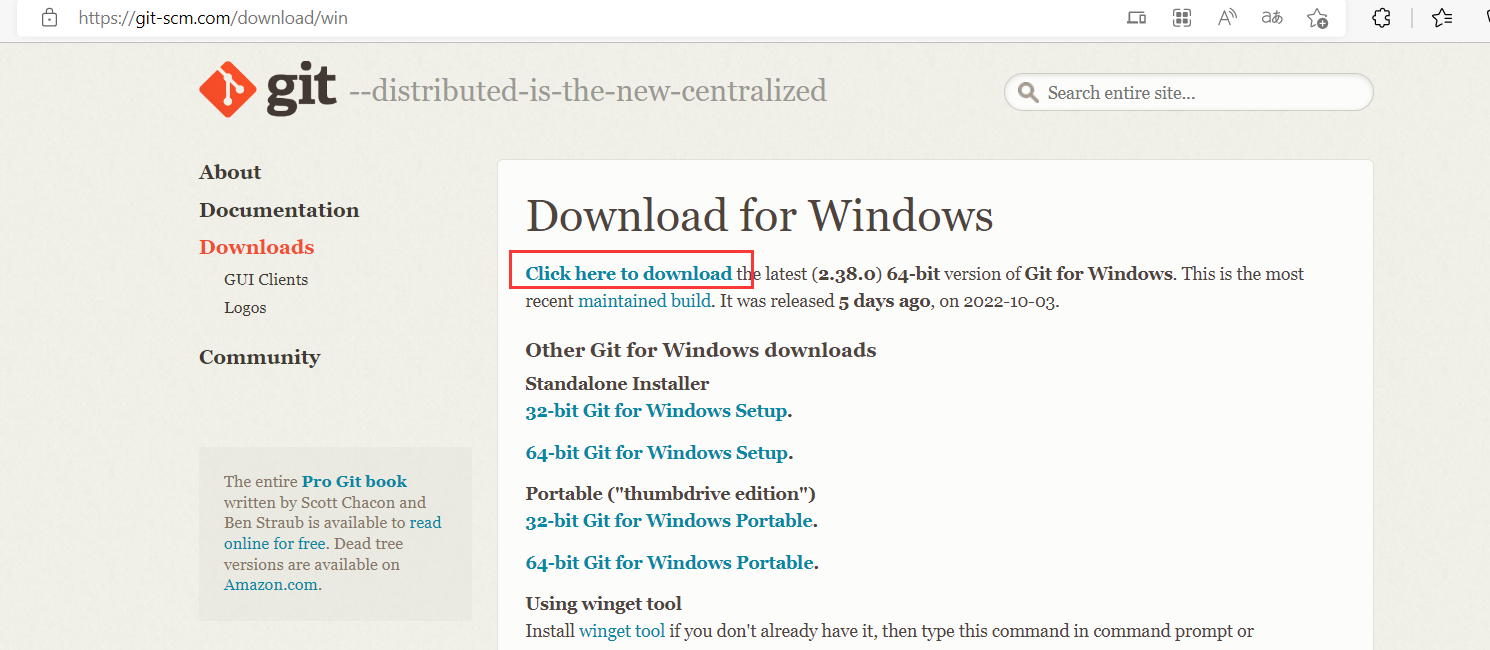 https://git-scm.com/download/win
git --distributed-is-the-new-centralized
Search entire site...
About
Documentation
Downloads
GUI Clients
Logos
Community
The entire Pro Git book
written by Scott Chacon and
Ben Straub is available to read
online for free. Dead tree
versions are available on
Amazon.com.
Download for Windows
Click here to download the latest (2.38.0) 64-bit version of Git for Windows. This is the most
recent maintained build. It was released 5 days ago, on 2022-10-03.
Other Git for Windows downloads
Standalone Installer
32-bit Git for Windows Setup.
64-bit Git for Windows Setup.
Portable ("thumbdrive edition")
32-bit Git for Windows Portable.
64-bit Git for Windows Portable.
Using winget tool
Install winget tool if you don't already have it, then type this command in command prompt or